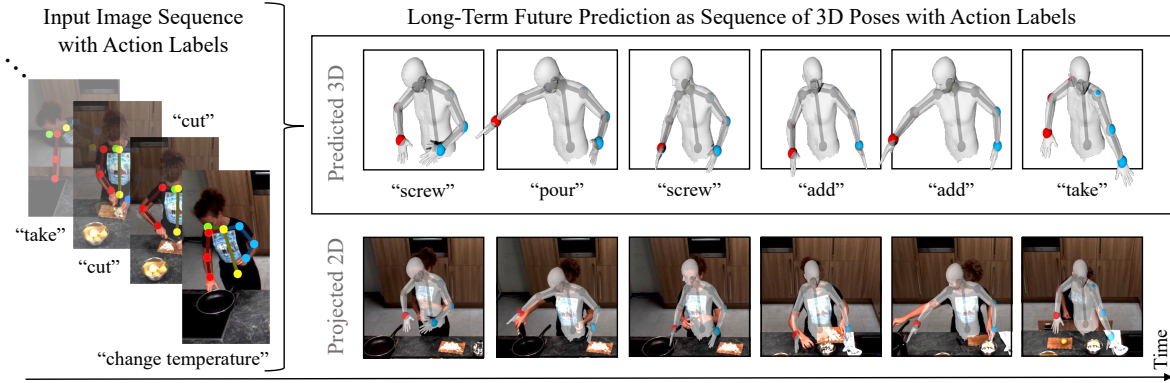 Input Image Sequence
with Action Labels
Long-Term Future Prediction as Sequence of 3D Poses with Action Labels
“cut”
“take”
“cut”
“change temperature”
Predicted 3D
“screw”
“pour”
“screw”
“add”
“add”
“take”
Projected 2D
Time